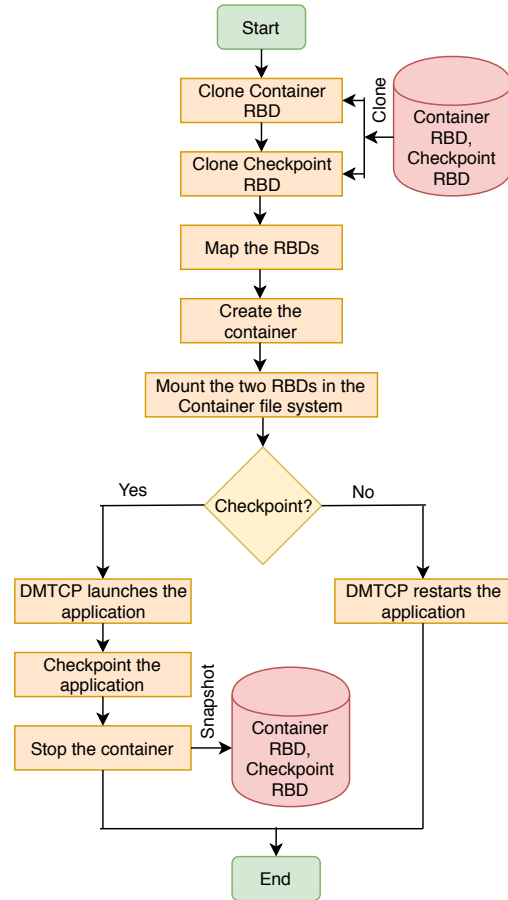 Start
Clone Container
RBD
Clone
Container
RBD,
Checkpoint
RBD
Clone Checkpoint
RBD
Map the RBDs
Create the
container
Mount the two RBDs in the
Container file system
Checkpoint?
Yes
No
DMTCP launches the
application
DMTCP restarts the
application
Checkpoint the
application
Stop the container
Snapshot
Container
RBD,
Checkpoint
RBD
End